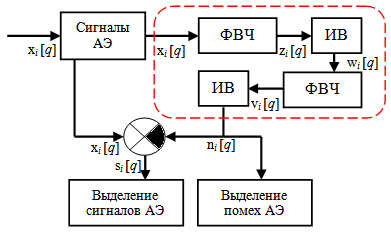 Сигналы
АЭ
ФВЧ
ИВ
xᵢ[q]
xᵢ[q]
zᵢ[q]
wᵢ[q]
ИВ
vᵢ[q]
ФВЧ
xᵢ[q]
nᵢ[q]
sᵢ[q]
Выделение
сигналов АЭ
Выделение
помех АЭ